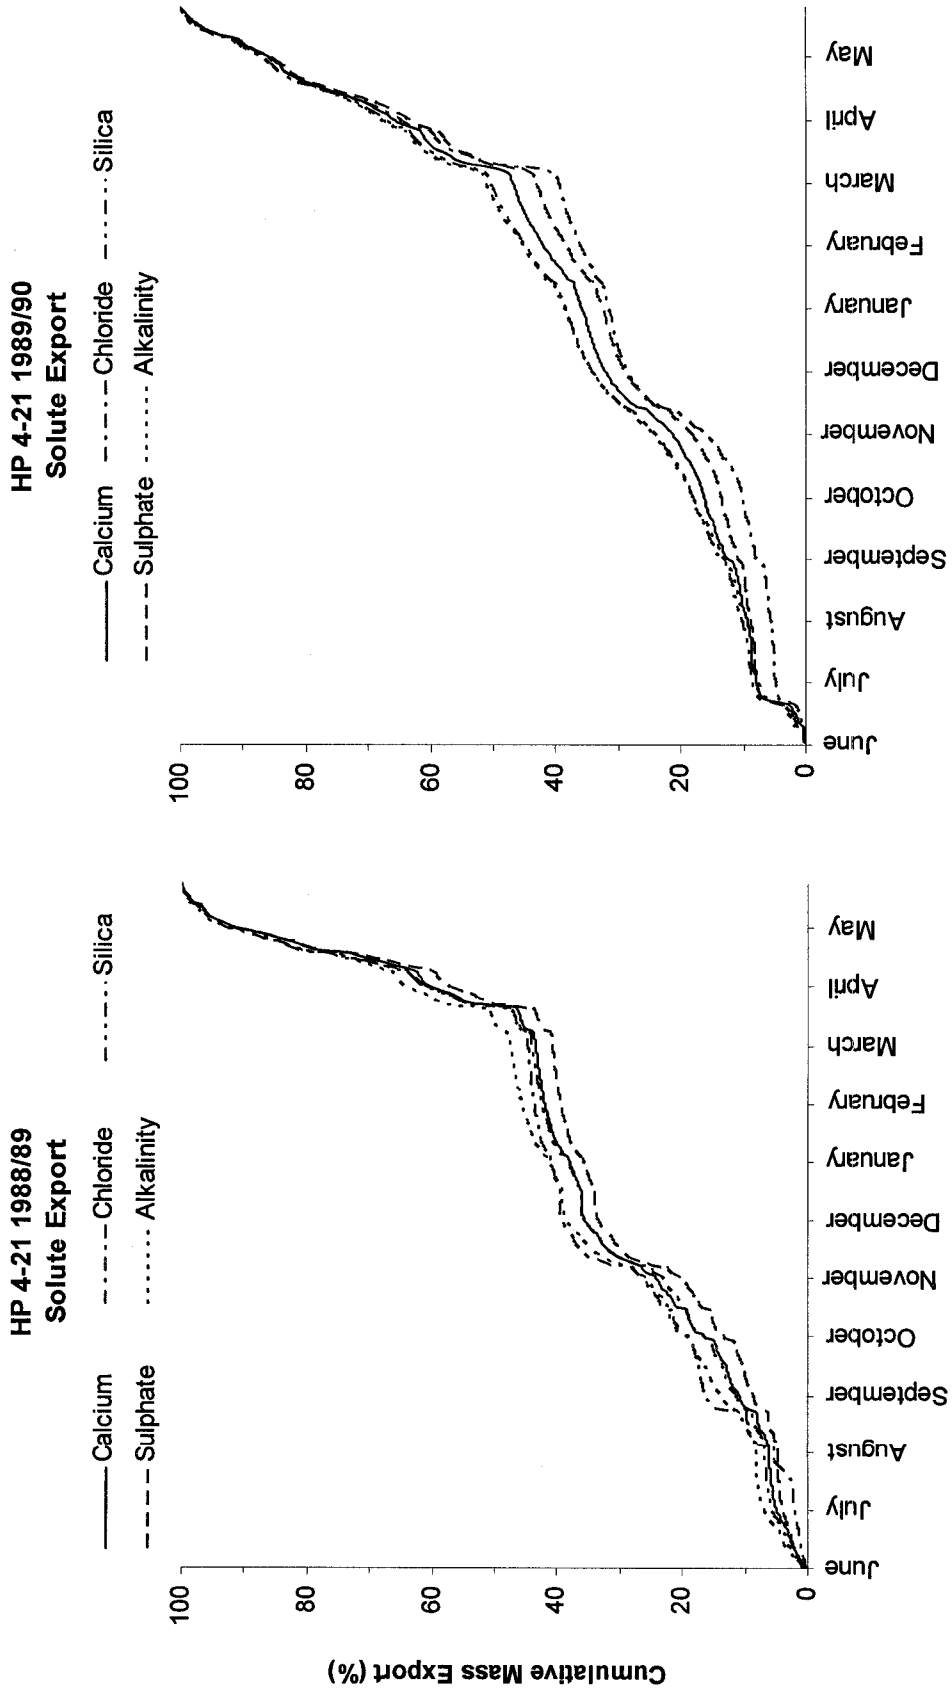 HP 4-21 1988/89
Solute Export
Calcium Chloride Silica
Sulphate Alkalinity
Cumulative Mass Export (%)
100
80
60
40
20
0
June July August September October November December January February March April May
HP 4-21 1989/90
Solute Export
Calcium Chloride Silica
Sulphate Alkalinity
100
80
60
40
20
0
June July August September October November December January February March April May